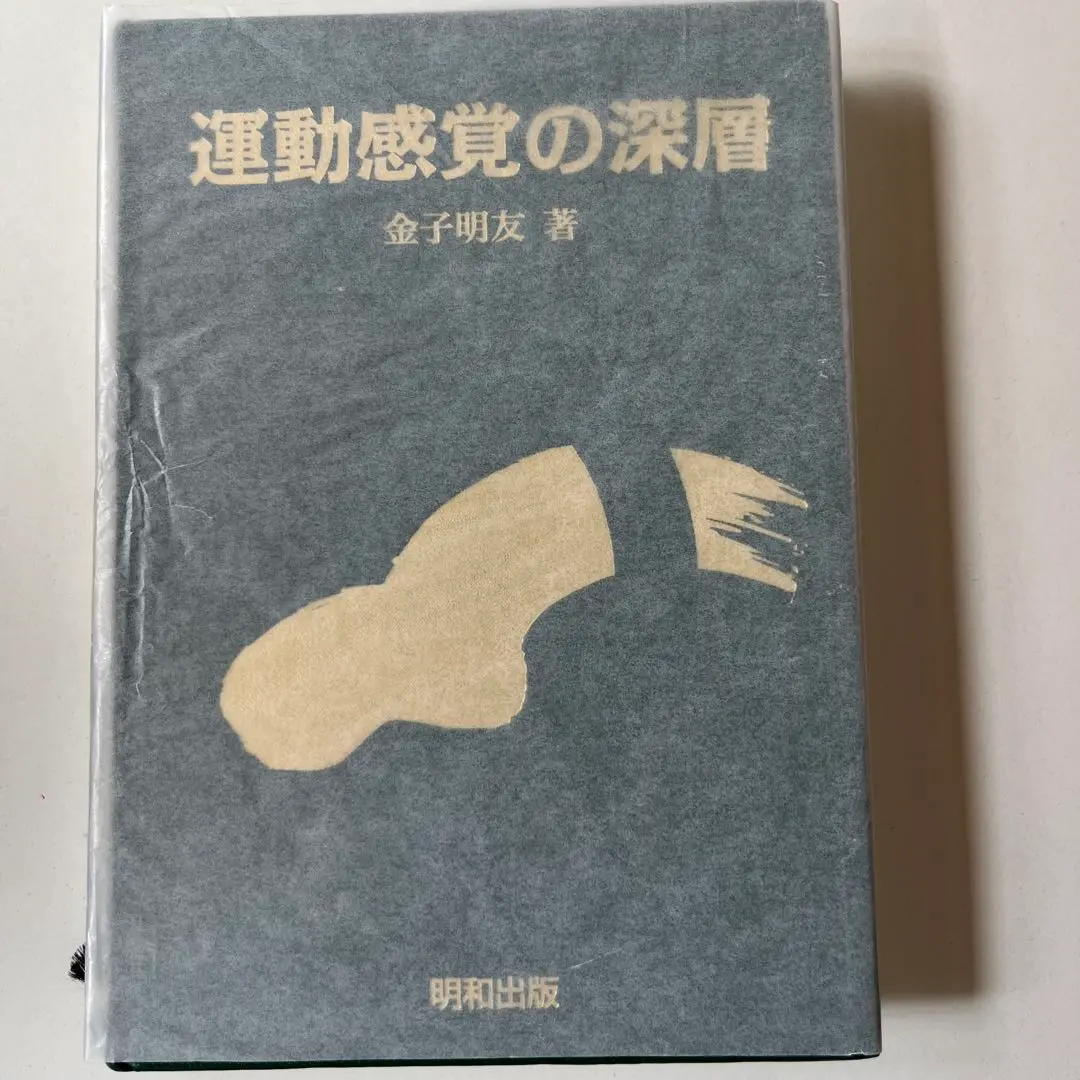 運動感覚の深層
金子明友 著
明和出版